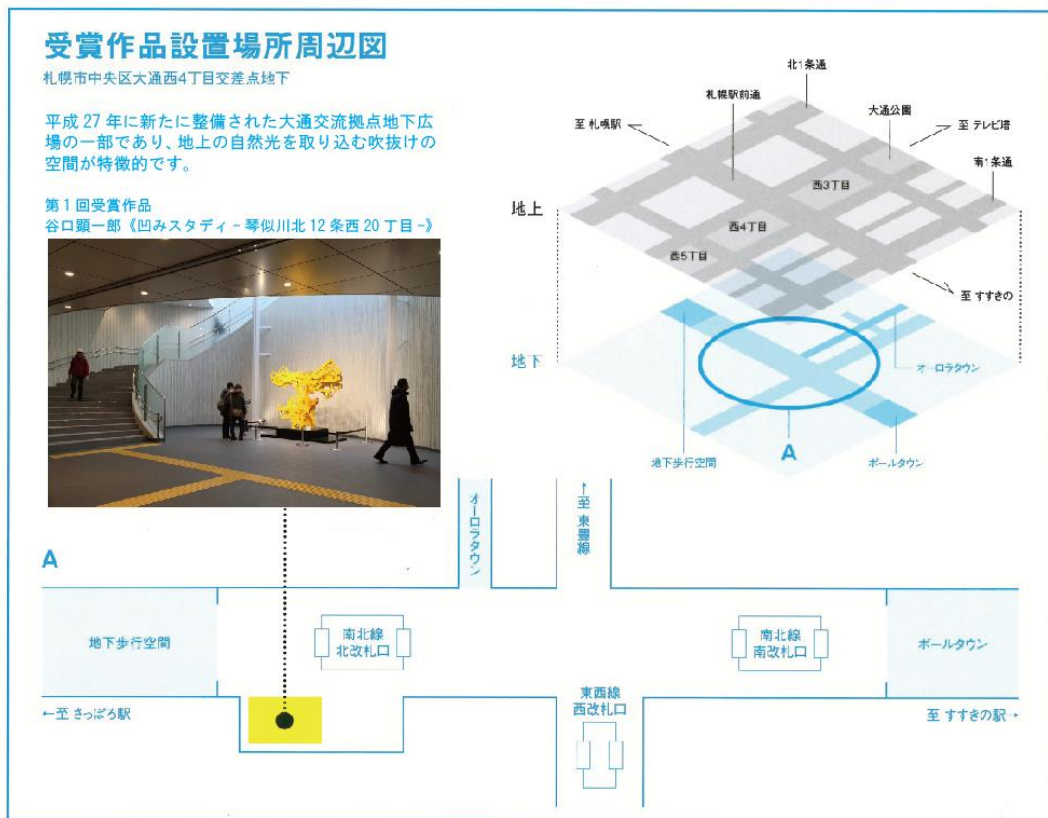 受賞作品設置場所周辺図
札幌市中央区大通西4丁目交差点地下
平成27年に新たに整備された大通交流拠点地下広
場の一部であり、地上の自然光を取り込む吹抜けの
空間が特徴的です。
第1回受賞作品
谷口顕一郎《凹みスタディ-琴似川北12条西20丁目-》
北1条通
札幌駅前通
大通公園
至 札幌駅
至 テレビ塔
南1条通
西3丁目
地上
西4丁目
西5丁目
至 すすきの
地下
オーロラタウン
A
地下歩行空間
ポールタウン
オーロラタウン
←至 東豊線
A
地下歩行空間
南北線
北改札口
南北線
南改札口
ポールタウン
東西線
西改札口
←至 さっぽろ駅
至 すすきの駅→